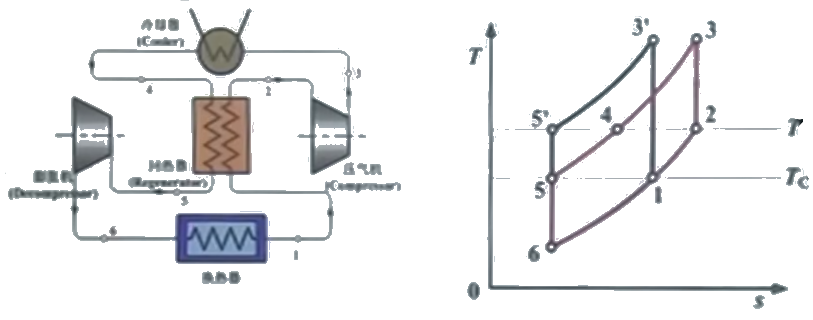 冷却器
(Cooler)
3
4
2
膨胀机
(Decompressor)
回热器
(Regenerator)
5
压气机
(Compressor)
6
1
换热器
T
3'
3
5'
4
2
T
5
T_C
1
6
0
s